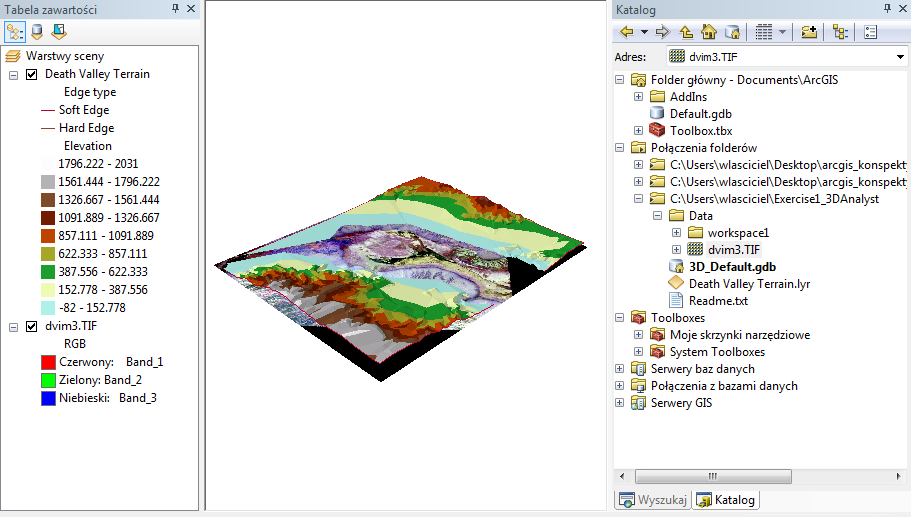 Tabela zawartości
Warstwy sceny
Death Valley Terrain
Edge type
Soft Edge
Hard Edge
Elevation
1796.222 - 2031
1561.444 - 1796.222
1326.667 - 1561.444
1091.889 - 1326.667
857.111 - 1091.889
622.333 - 857.111
387.556 - 622.333
152.778 - 387.556
-82 - 152.778
dvim3.TIF
RGB
Czerwony: Band_1
Zielony: Band_2
Niebieski: Band_3
Katalog
Adres: dvim3.TIF
Folder główny - Documents\ArcGIS
AddIns
Default.gdb
Toolbox.tbx
Połączenia folderów
C:\Users\wlasciciel\Desktop\arcgis_konspekt
C:\Users\wlasciciel\Desktop\arcgis_konspekt
C:\Users\wlasciciel\Exercise1_3DAnalyst
Data
workspace1
dvim3.TIF
3D_Default.gdb
Death Valley Terrain.lyr
Readme.txt
Toolboxes
Moje skrzynki narzędziowe
System Toolboxes
Serwery baz danych
Połączenia z bazami danych
Serwery GIS
Wyszukaj Katalog